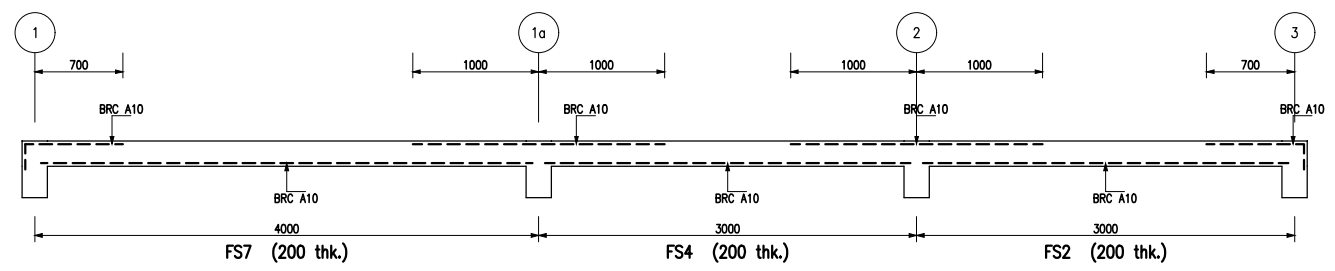 1 1a 2 3
700 1000 1000 1000 1000 700
BRC A10 BRC A10 BRC A10 BRC A10
BRC A10 BRC A10 BRC A10
4000 3000 3000
FS7 (200 thk.) FS4 (200 thk.) FS2 (200 thk.)